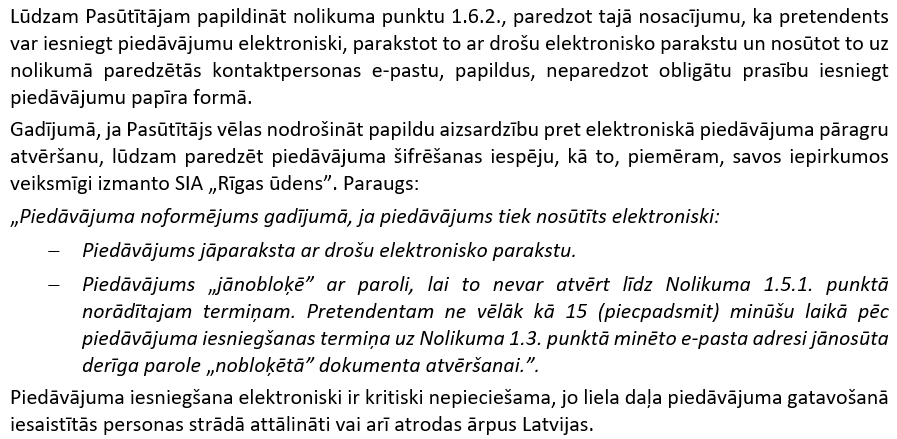 Lūdzam Pasūtītājam papildināt nolikuma punktu 1.6.2., paredzot tajā nosacījumu, ka pretendents
var iesniegt piedāvājumu elektroniski, parakstot to ar drošu elektronisko parakstu un nosūtot to uz
nolikumā paredzētās kontaktpersonas e-pastu, papildus, neparedzot obligātu prasību iesniegt
piedāvājumu papīra formā.
Gadījumā, ja Pasūtītājs vēlas nodrošināt papildu aizsardzību pret elektroniskā piedāvājuma pāragru
atvēršanu, lūdzam paredzēt piedāvājuma šifrēšanas iespēju, kā to, piemēram, savos iepirkumos
veiksmīgi izmanto SIA „Rīgas ūdens”. Paraugs:
„Piedāvājuma noformējums gadījumā, ja piedāvājums tiek nosūtīts elektroniski:
− Piedāvājums jāparaksta ar drošu elektronisko parakstu.
− Piedāvājums „jānobloķē” ar paroli, lai to nevar atvērt līdz Nolikuma 1.5.1. punktā
norādītajam termiņam. Pretendentam ne vēlāk kā 15 (piecpadsmit) minūšu laikā pēc
piedāvājuma iesniegšanas termiņa uz Nolikuma 1.3. punktā minēto e-pasta adresi jānosūta
derīga parole „nobloķētā” dokumenta atvēršanai.”.
Piedāvājuma iesniegšana elektroniski ir kritiski nepieciešama, jo liela daļa piedāvājuma gatavošanā
iesaistītās personas strādā attālināti vai arī atrodas ārpus Latvijas.